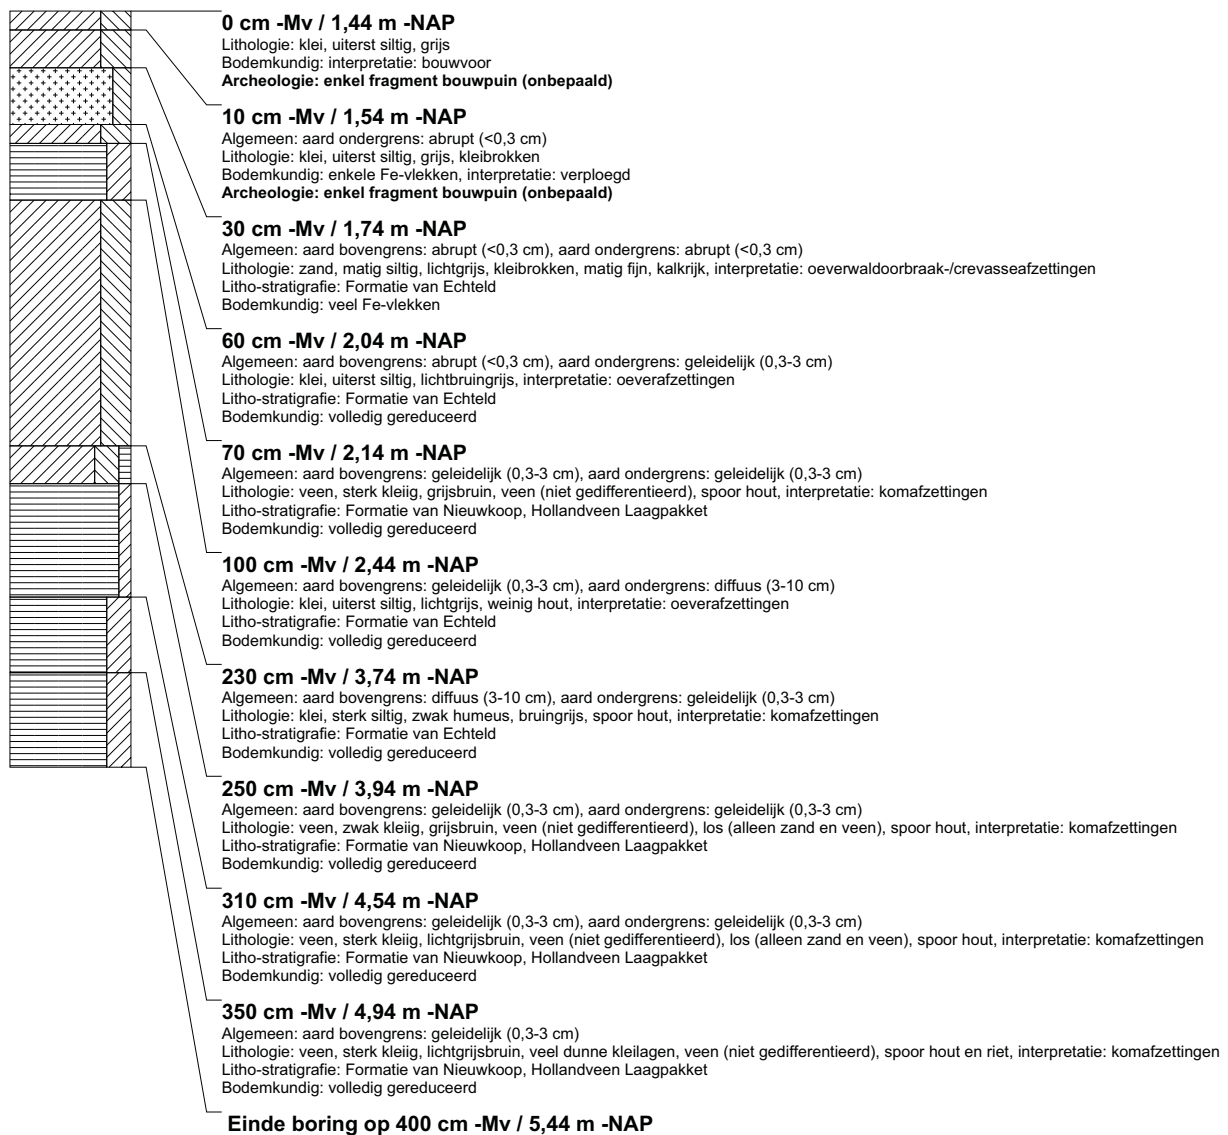 0 cm -Mv / 1,44 m -NAP
Lithologie: klei, uiterst siltig, grijs
Bodemkundig: interpretatie: bouwvoor
Archeologie: enkel fragment bouwpuin (onbepaald)
10 cm -Mv / 1,54 m -NAP
Algemeen: aard ondergrens: abrupt (<0,3 cm)
Lithologie: klei, uiterst siltig, grijs, kleibrokken
Bodemkundig: enkele Fe-vlekken, interpretatie: verploegd
Archeologie: enkel fragment bouwpuin (onbepaald)
30 cm -Mv / 1,74 m -NAP
Algemeen: aard bovengrens: abrupt (<0,3 cm), aard ondergrens: abrupt (<0,3 cm)
Lithologie: zand, matig siltig, lichtgrijs, kleibrokken, matig fijn, kalkrijk, interpretatie: oeverwaldoorbraak-/crevasseafzettingen
Litho-stratigrafie: Formatie van Echteld
Bodemkundig: veel Fe-vlekken
60 cm -Mv / 2,04 m -NAP
Algemeen: aard bovengrens: abrupt (<0,3 cm), aard ondergrens: geleidelijk (0,3-3 cm)
Lithologie: klei, uiterst siltig, lichtbruingrijs, interpretatie: oeverafzettingen
Litho-stratigrafie: Formatie van Echteld
Bodemkundig: volledig gereduceerd
70 cm -Mv / 2,14 m -NAP
Algemeen: aard bovengrens: geleidelijk (0,3-3 cm), aard ondergrens: geleidelijk (0,3-3 cm)
Lithologie: veen, sterk kleiig, grijsbruin, veen (niet gedifferentieerd), spoor hout, interpretatie: komafzettingen
Litho-stratigrafie: Formatie van Nieuwkoop, Hollandveen Laagpakket
Bodemkundig: volledig gereduceerd
100 cm -Mv / 2,44 m -NAP
Algemeen: aard bovengrens: geleidelijk (0,3-3 cm), aard ondergrens: diffuus (3-10 cm)
Lithologie: klei, uiterst siltig, lichtgrijs, weinig hout, interpretatie: oeverafzettingen
Litho-stratigrafie: Formatie van Echteld
Bodemkundig: volledig gereduceerd
230 cm -Mv / 3,74 m -NAP
Algemeen: aard bovengrens: diffuus (3-10 cm), aard ondergrens: geleidelijk (0,3-3 cm)
Lithologie: klei, sterk siltig, zwak humeus, bruingrijs, spoor hout, interpretatie: komafzettingen
Litho-stratigrafie: Formatie van Echteld
Bodemkundig: volledig gereduceerd
250 cm -Mv / 3,94 m -NAP
Algemeen: aard bovengrens: geleidelijk (0,3-3 cm), aard ondergrens: geleidelijk (0,3-3 cm)
Lithologie: veen, zwak kleiig, grijsbruin, veen (niet gedifferentieerd), los (alleen zand en veen), spoor hout, interpretatie: komafzettingen
Litho-stratigrafie: Formatie van Nieuwkoop, Hollandveen Laagpakket
Bodemkundig: volledig gereduceerd
310 cm -Mv / 4,54 m -NAP
Algemeen: aard bovengrens: geleidelijk (0,3-3 cm), aard ondergrens: geleidelijk (0,3-3 cm)
Lithologie: veen, sterk kleiig, lichtgrijsbruin, veen (niet gedifferentieerd), los (alleen zand en veen), spoor hout, interpretatie: komafzettingen
Litho-stratigrafie: Formatie van Nieuwkoop, Hollandveen Laagpakket
Bodemkundig: volledig gereduceerd
350 cm -Mv / 4,94 m -NAP
Algemeen: aard bovengrens: geleidelijk (0,3-3 cm)
Lithologie: veen, sterk kleiig, lichtgrijsbruin, veel dunne kleilagen, veen (niet gedifferentieerd), spoor hout en riet, interpretatie: komafzettingen
Litho-stratigrafie: Formatie van Nieuwkoop, Hollandveen Laagpakket
Bodemkundig: volledig gereduceerd
Einde boring op 400 cm -Mv / 5,44 m -NAP